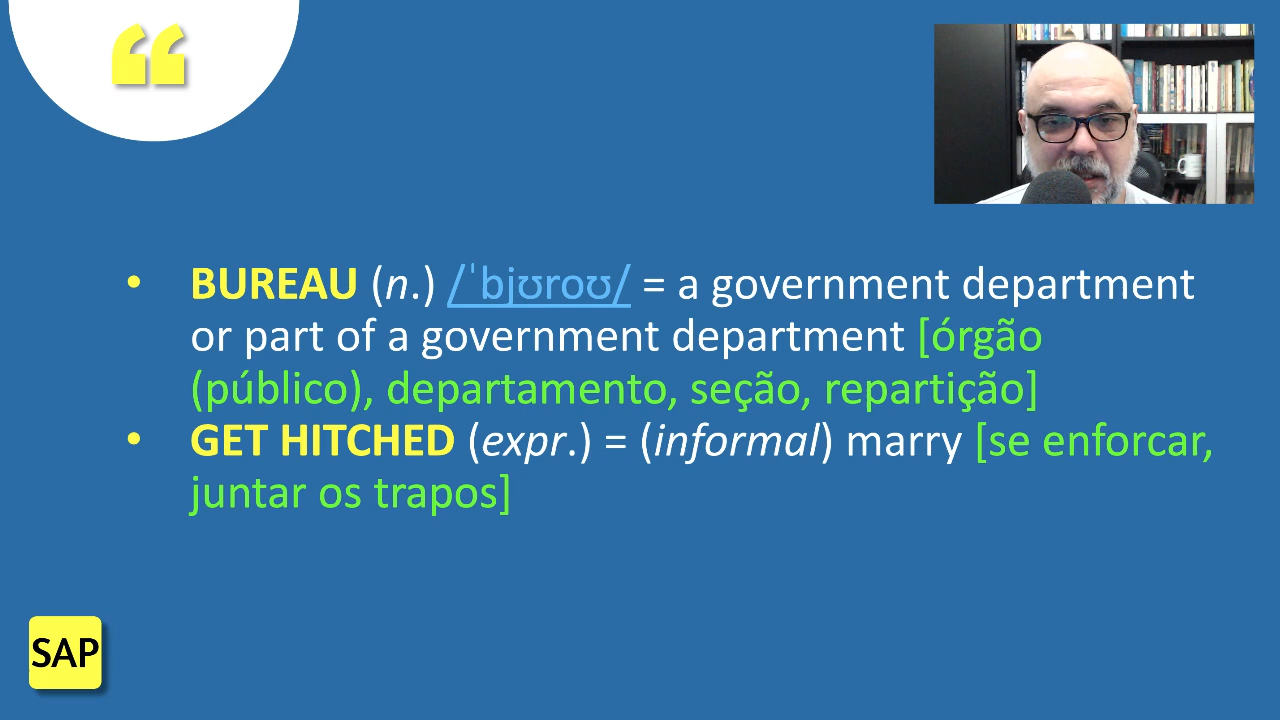 “
• BUREAU (n.) /ˈbjʊroʊ/ = a government department
or part of a government department [órgão
(público), departamento, seção, repartição]
• GET HITCHED (expr.) = (informal) marry [se enforcar,
juntar os trapos]
SAP